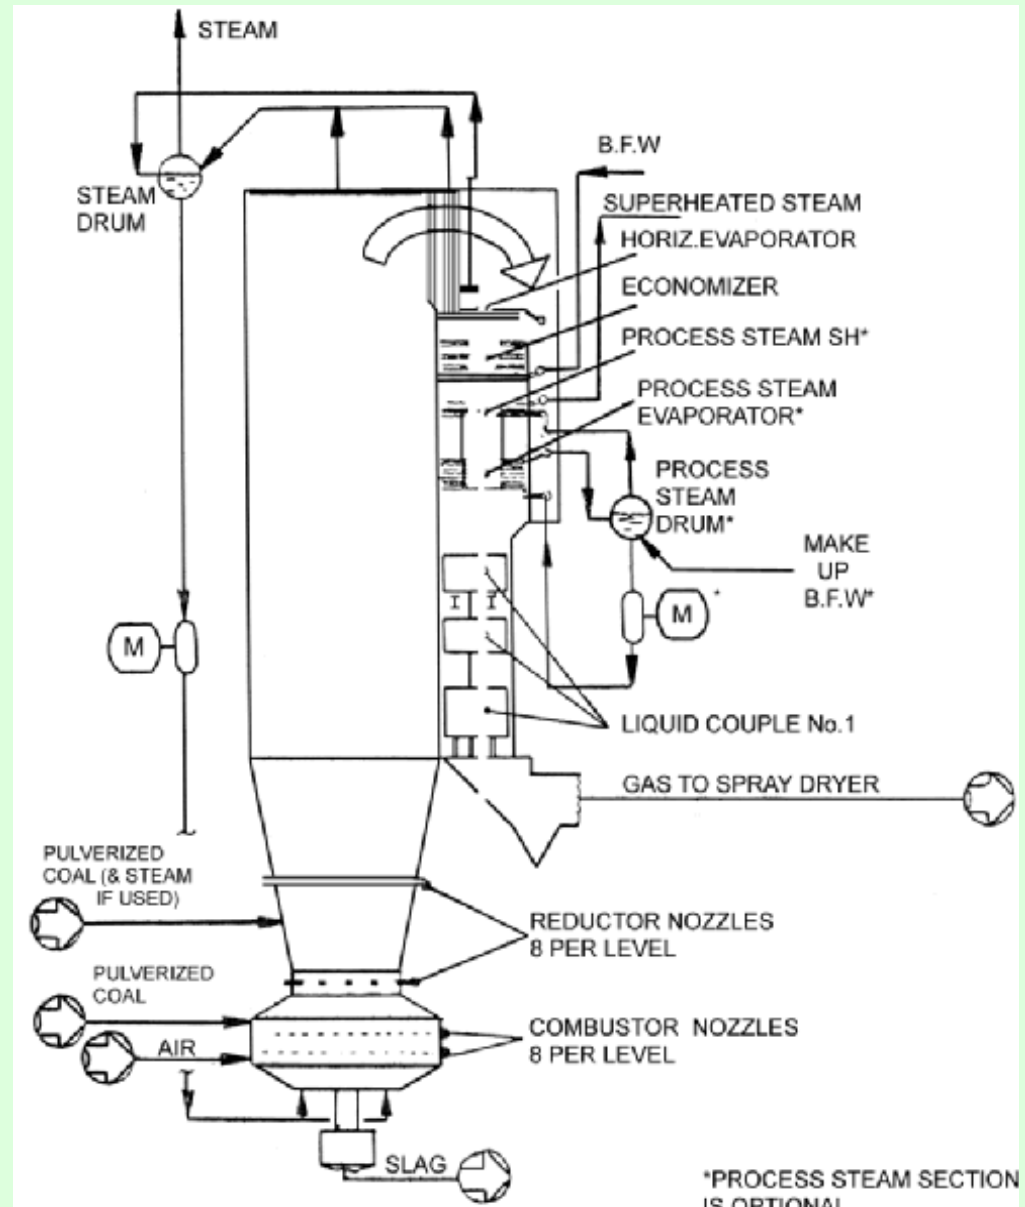 STEAM
B.F.W
STEAM
DRUM
SUPERHEATED STEAM
HORIZ.EVAPORATOR
ECONOMIZER
PROCESS STEAM SH*
PROCESS STEAM
EVAPORATOR*
PROCESS
STEAM
DRUM*
MAKE
UP
B.F.W*
M
*
M
LIQUID COUPLE No.1
GAS TO SPRAY DRYER
PULVERIZED
COAL (& STEAM
IF USED)
REDUCTOR NOZZLES
8 PER LEVEL
PULVERIZED
COAL
COMBUSTOR NOZZLES
8 PER LEVEL
AIR
SLAG
*PROCESS STEAM SECTION
IS OPTIONAL